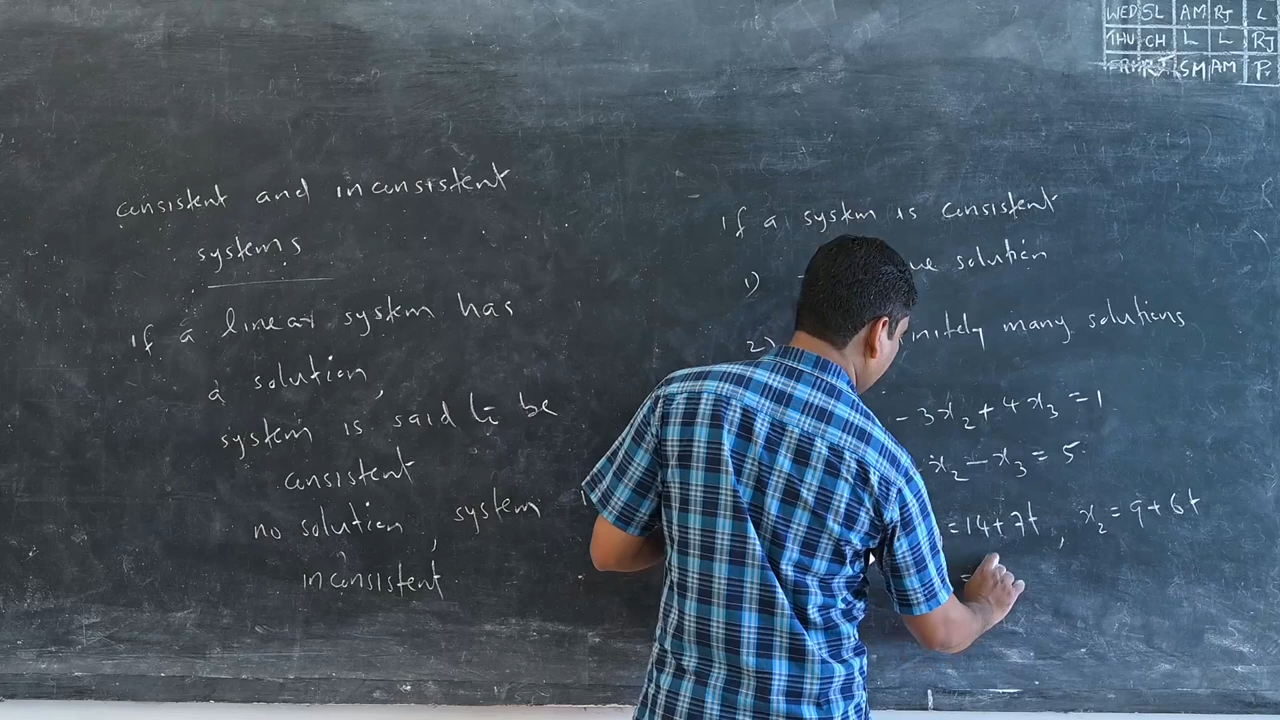 WED SL AM RJ L
THU CH L L RJ
FRI RJ SM AM Pr
consistent and inconsistent
systems
if a linear system has
a solution,
system is said to be
consistent
no solution, system
inconsistent
if a system is consistent
1) ue solution
2) nitely many solutions
- 3x₂ + 4x₃ = 1
x₂ - x₃ = 5
= 14 + 7t, x₂ = 9 + 6t
=